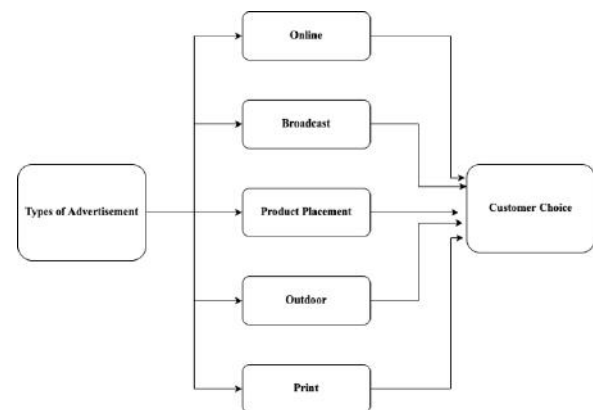 Online
Broadcast
Types of Advertisement
Product Placement
Customer Choice
Outdoor
Print